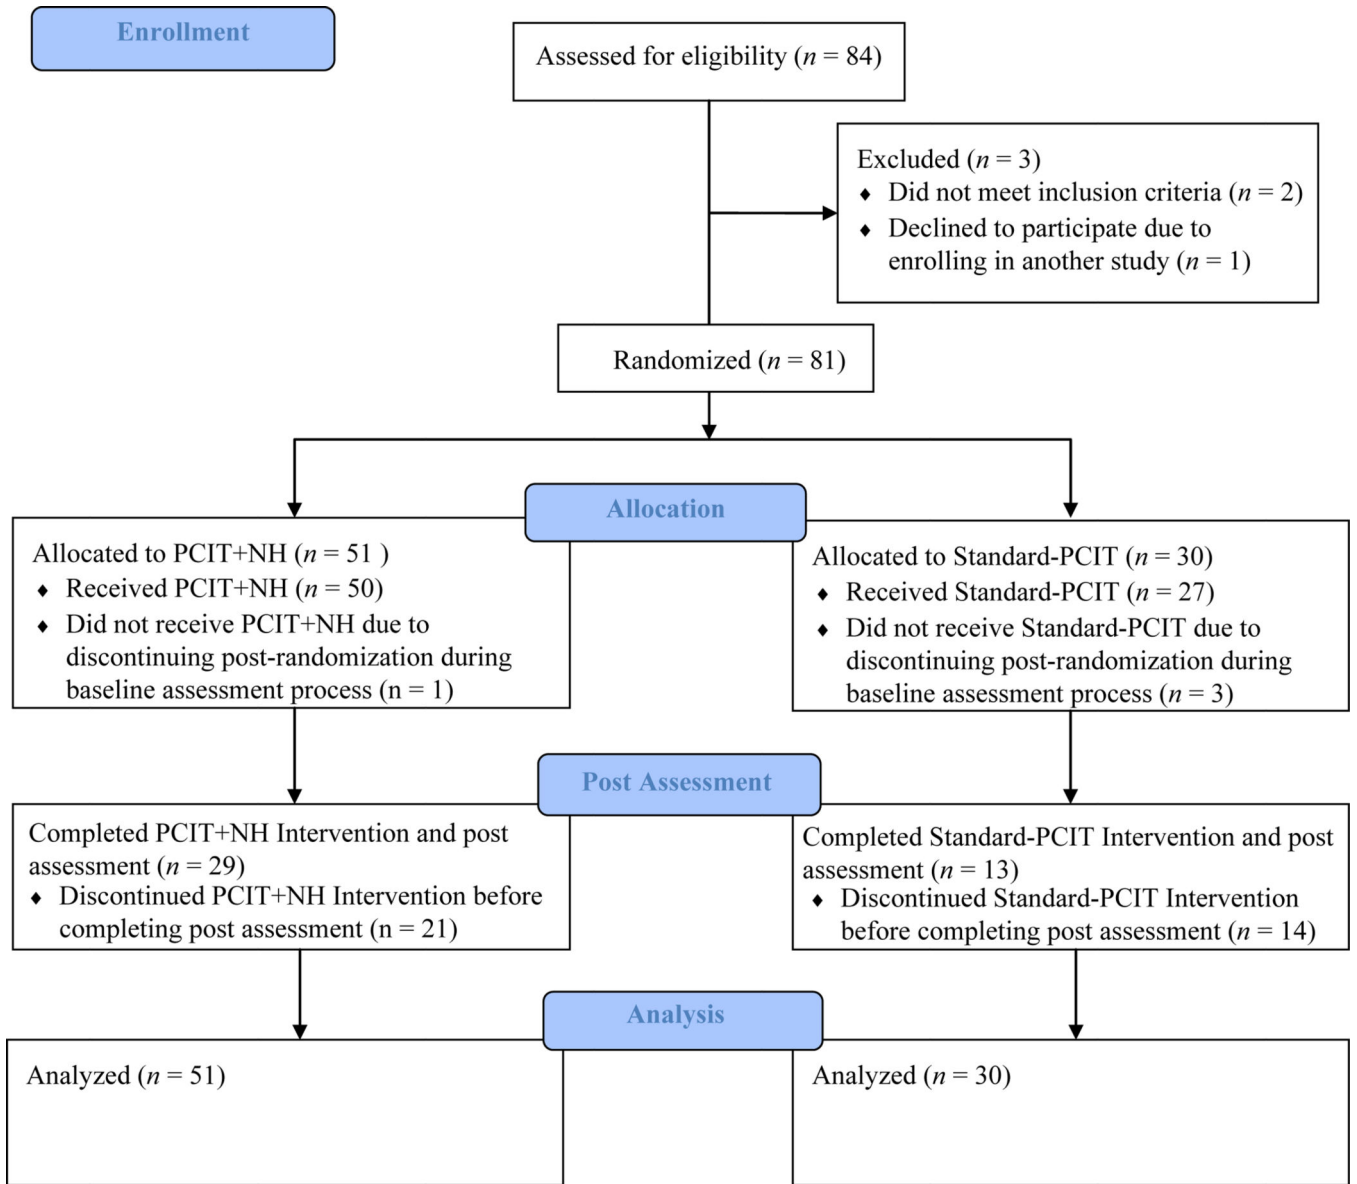 Enrollment
Assessed for eligibility (n = 84)
Excluded (n = 3)
♦ Did not meet inclusion criteria (n = 2)
♦ Declined to participate due to
enrolling in another study (n = 1)
Randomized (n = 81)
Allocation
Allocated to PCIT+NH (n = 51 )
♦ Received PCIT+NH (n = 50)
♦ Did not receive PCIT+NH due to
discontinuing post-randomization during
baseline assessment process (n = 1)
Allocated to Standard-PCIT (n = 30)
♦ Received Standard-PCIT (n = 27)
♦ Did not receive Standard-PCIT due to
discontinuing post-randomization during
baseline assessment process (n = 3)
Post Assessment
Completed PCIT+NH Intervention and post
assessment (n = 29)
♦ Discontinued PCIT+NH Intervention before
completing post assessment (n = 21)
Completed Standard-PCIT Intervention and post
assessment (n = 13)
♦ Discontinued Standard-PCIT Intervention
before completing post assessment (n = 14)
Analysis
Analyzed (n = 51)
Analyzed (n = 30)